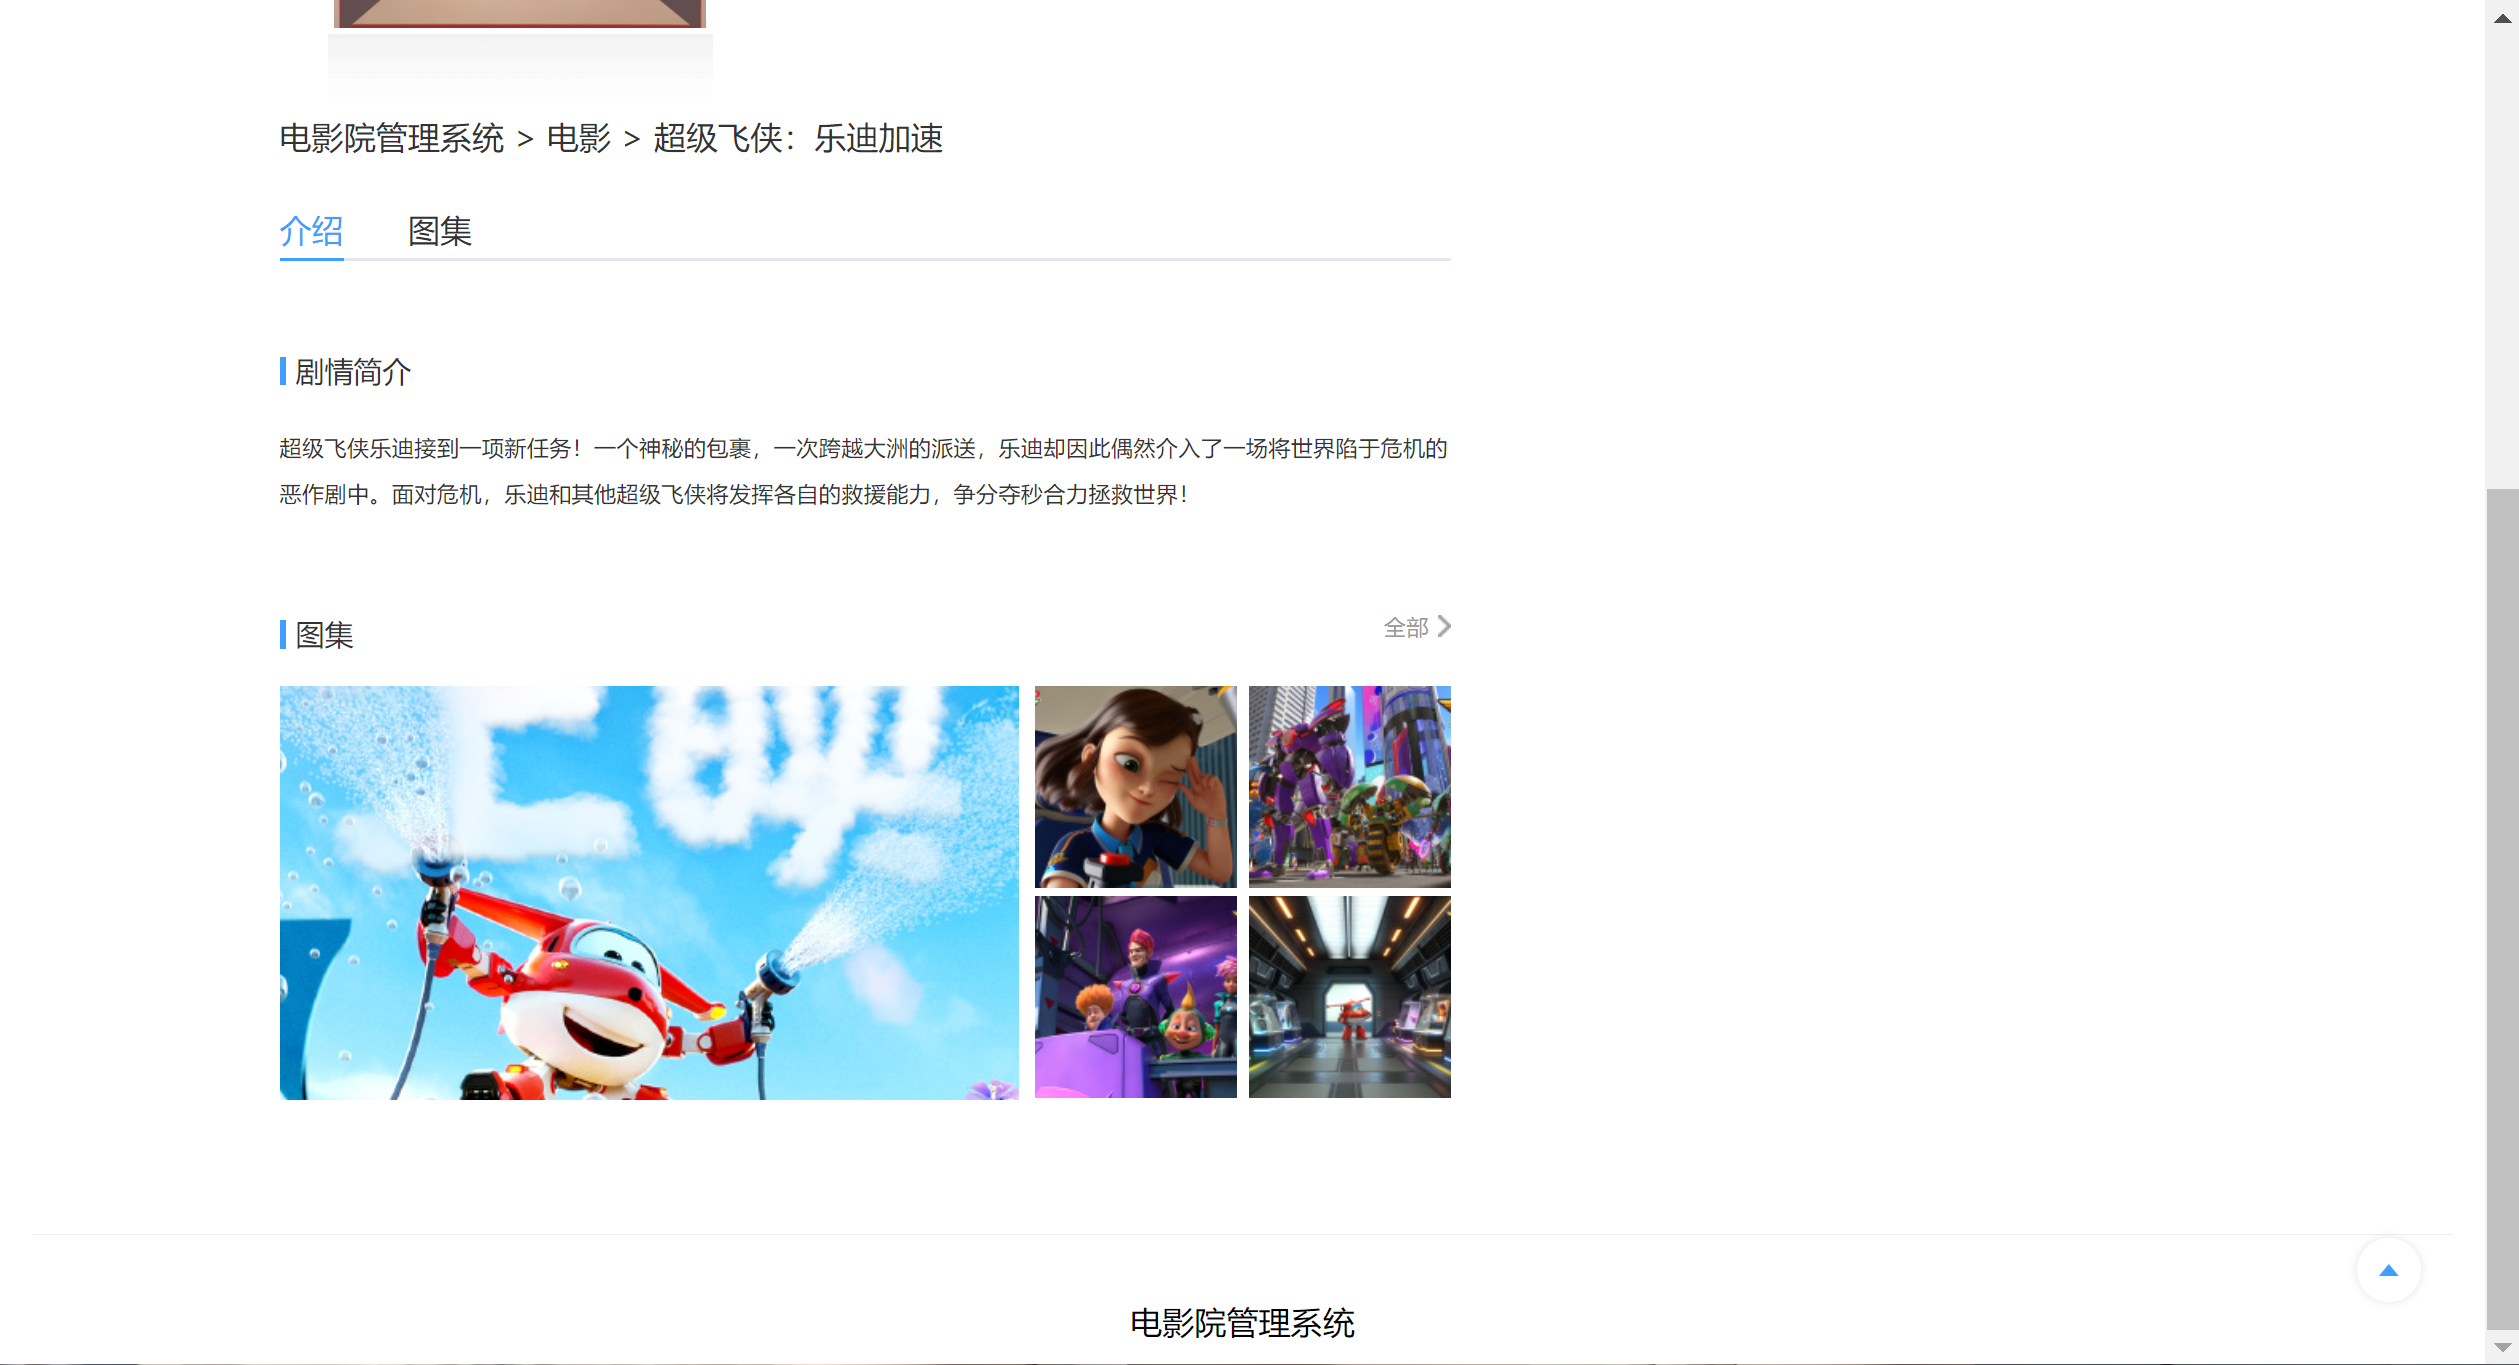 电影院管理系统 > 电影 > 超级飞侠：乐迪加速
介绍 图集
剧情简介
超级飞侠乐迪接到一项新任务！一个神秘的包裹，一次跨越大洲的派送，乐迪却因此偶然介入了一场将世界陷于危机的
恶作剧中。面对危机，乐迪和其他超级飞侠将发挥各自的救援能力，争分夺秒合力拯救世界！
图集
全部
电影院管理系统